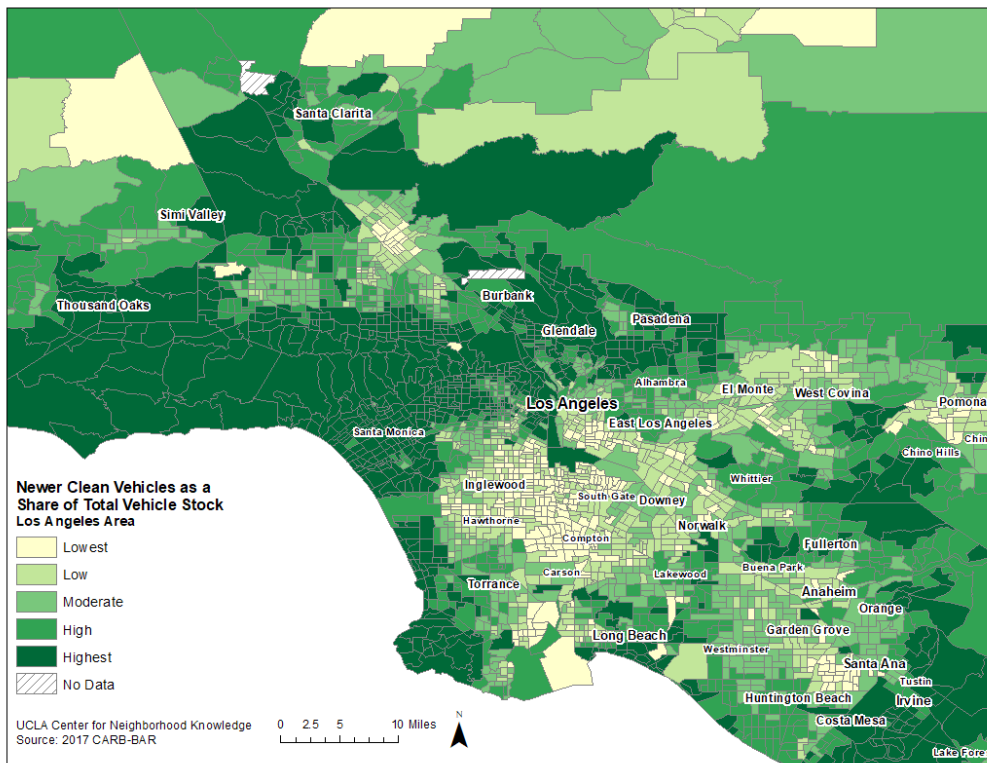 Santa Clarita
Simi Valley
Thousand Oaks
Burbank
Glendale
Pasadena
Alhambra
El Monte
West Covina
Pomona
Los Angeles
East Los Angeles
Santa Monica
Chin
Chino Hills
Whittier
Inglewood
South Gate
Downey
Hawthorne
Norwalk
Compton
Fullerton
Carson
Lakewood
Buena Park
Torrance
Anaheim
Orange
Long Beach
Garden Grove
Westminster
Santa Ana
Tustin
Huntington Beach
Irvine
Costa Mesa
Lake Fores
Newer Clean Vehicles as a
Share of Total Vehicle Stock
Los Angeles Area
Lowest
Low
Moderate
High
Highest
No Data
UCLA Center for Neighborhood Knowledge
Source: 2017 CARB-BAR
0 2.5 5 10 Miles
N